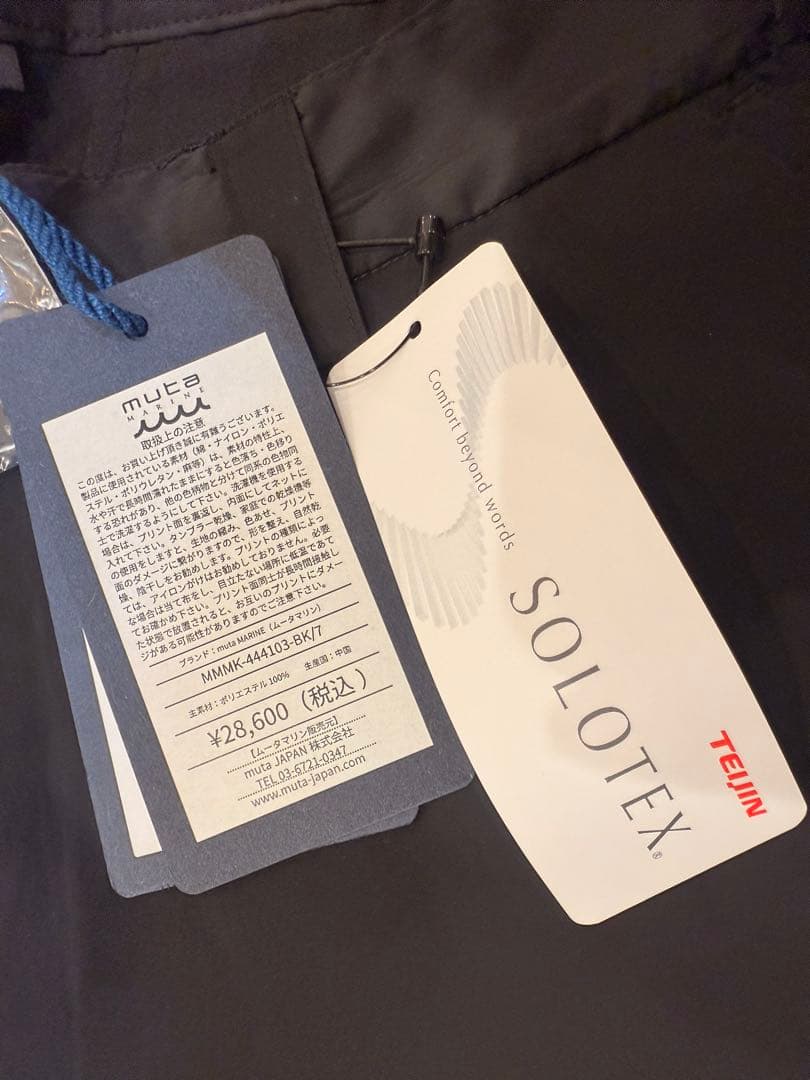 muta
MARINE
取扱上の注意
この度は、お買い上げ頂き誠に有難うございます。
製品に使用されている素材（綿・ナイロン・ポリエ
ステル・ポリウレタン・麻等）は、素材の特性上、
水や汗で長時間濡れたままにすると色落ち・色移り
する恐れがあり、他の色柄物と分けて同系の色物同
士で洗濯するようにして下さい。洗濯機を使用する
場合は、プリント面を裏返し、内面にしてネットに
入れて下さい。タンブラー乾燥、家庭での乾燥機等
の使用をしますと、生地の縮み、色あせ、プリント
面のダメージに繋がりますので、形を整え、自然乾
燥、陰干しをお勧めします。プリントの種類によっ
ては、アイロンがけはお勧めしておりません。必要
な場合は当て布をし、目立たない場所に低温であて
てお確かめ下さい。プリント面同士が長時間接触し
た状態で放置されると、お互いのプリントにダメー
ジがある可能性がありますのでご注意下さい。
ブランド：muta MARINE（ムータマリン）
MMMK-444103-BK/7
主素材：ポリエステル100%　生産国：中国
¥28,600（税込）
【ムータマリン販売元】
muta JAPAN 株式会社
TEL 03-6721-0347
www.muta-japan.com
Comfort beyond words
SOLOTEX®
TEIJIN